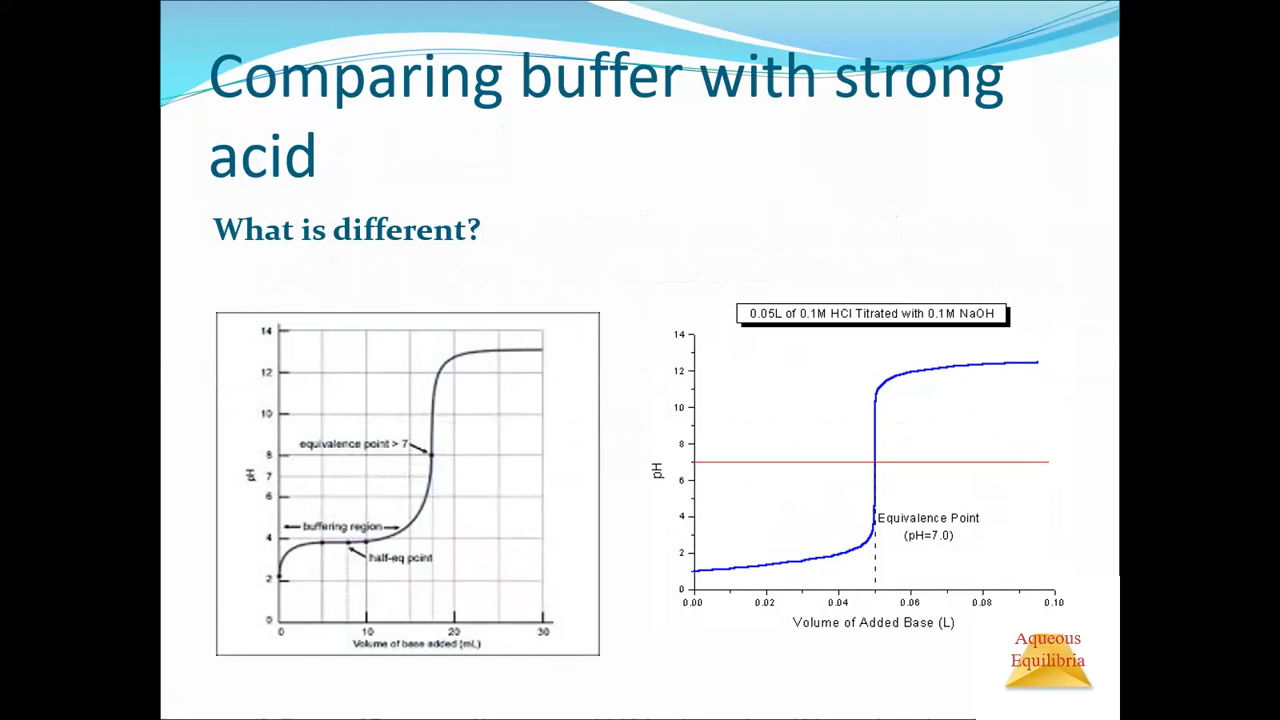 Comparing buffer with strong
acid
What is different?
14
12
10
8
7
6
4
2
0
pH
equivalence point > 7
buffering region
half-eq point
0 10 20 30
Volume of base added (mL)
0.05L of 0.1M HCl Titrated with 0.1M NaOH
14
12
10
8
6
4
2
0
pH
Equivalence Point
(pH=7.0)
0.00 0.02 0.04 0.06 0.08 0.10
Volume of Added Base (L)
Aqueous
Equilibria